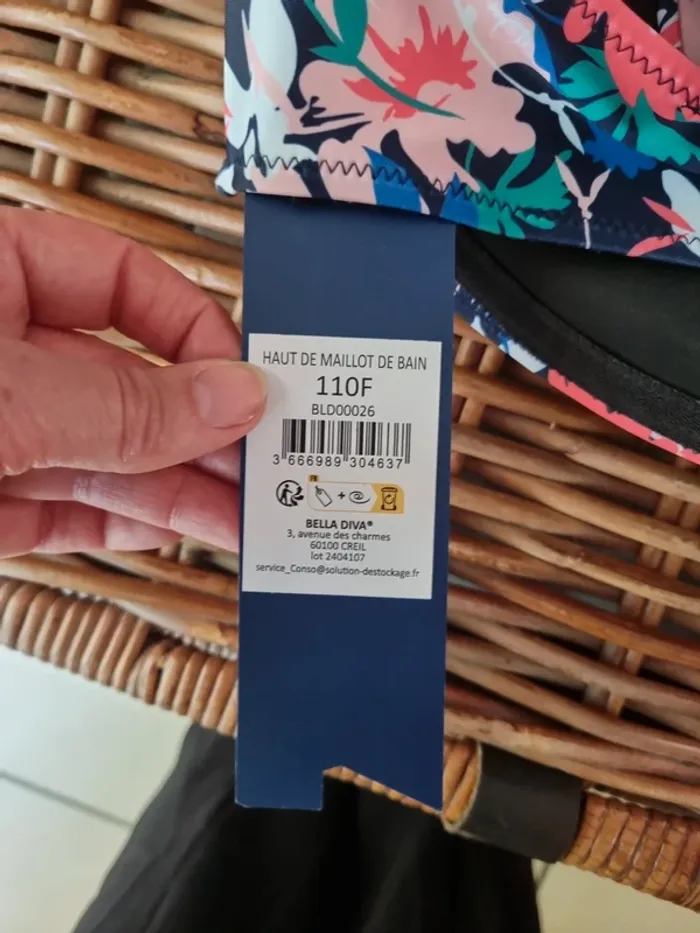 HAUT DE MAILLOT DE BAIN
110F
BLD00026
3 666989 304637
FR
+
BELLA DIVA®
3, avenue des charmes
60100 CREIL
lot 2404107
service_Conso@solution-destockage.fr